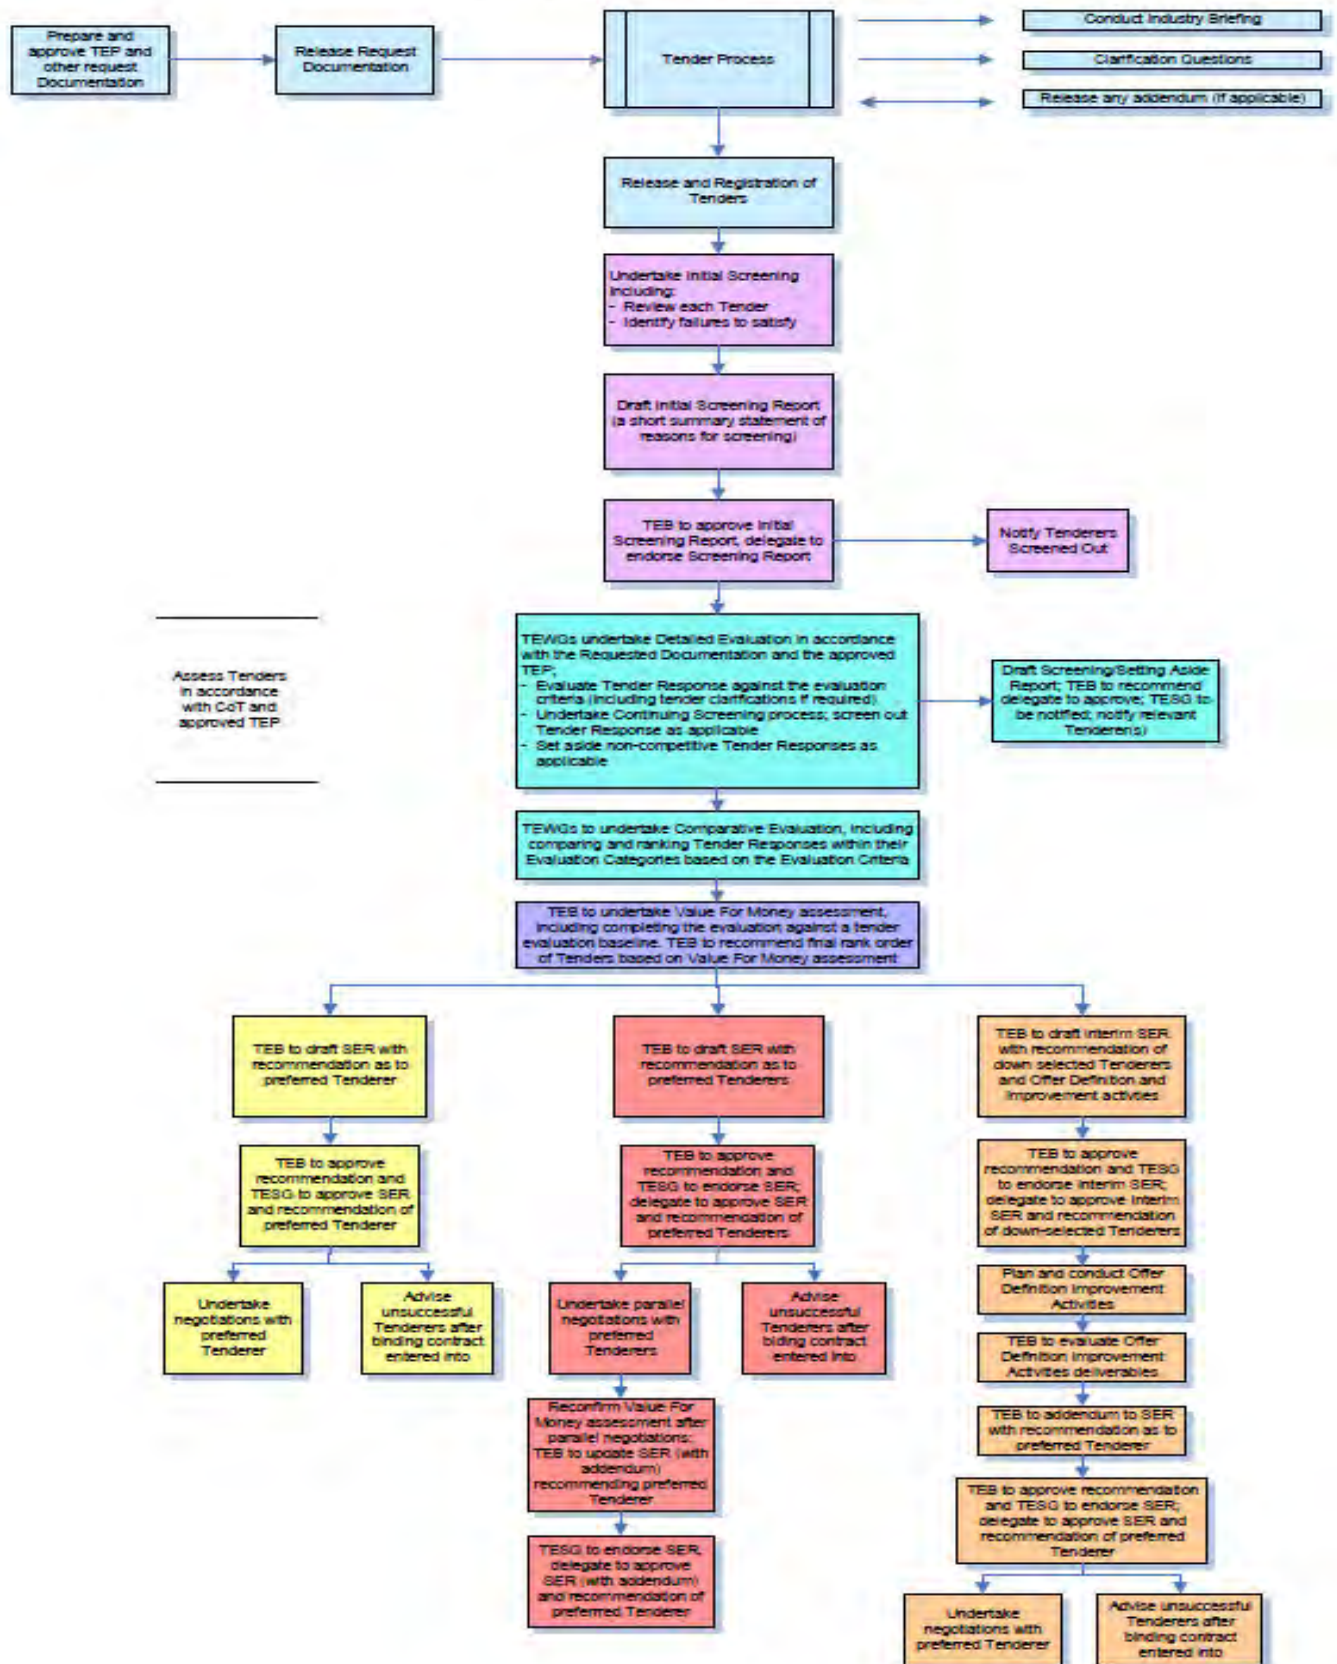 Prepare and
approve TEP and
other request
Documentation
Release Request
Documentation
Tender Process
Conduct Industry Briefing
Clarification Questions
Release any addendum (if applicable)
Release and Registration of
Tenders
Undertake Initial Screening
Including:
- Review each Tender
- Identify failures to satisfy
Draft Initial Screening Report
(a short summary statement of
reasons for screening)
TEB to approve Initial
Screening Report, delegate to
endorse Screening Report
Notify Tenderers
Screened Out
Assess Tenders
in accordance
with CoT and
approved TEP
TEWGs undertake Detailed Evaluation in accordance
with the Requested Documentation and the approved
TEP;
- Evaluate Tender Response against the evaluation
criteria (including tender clarifications if required)
- Undertake Continuing Screening process; screen out
Tender Response as applicable
- Set aside non-competitive Tender Responses as
applicable
Draft Screening/Setting Aside
Report; TEB to recommend
delegate to approve; TESG to
be notified; notify relevant
Tenderer(s)
TEWGs to undertake Comparative Evaluation, including
comparing and ranking Tender Responses within their
Evaluation Categories based on the Evaluation Criteria
TEB to undertake Value For Money assessment,
including completing the evaluation against a tender
evaluation baseline. TEB to recommend final rank order
of Tenders based on Value For Money assessment
TEB to draft SER with
recommendation as to
preferred Tenderer
TEB to approve
recommendation and
TESG to approve SER
and recommendation of
preferred Tenderer
Undertake
negotiations with
preferred
Tenderer
Advise
unsuccessful
Tenderers after
binding contract
entered into
TEB to draft SER with
recommendation as to
preferred Tenderers
TEB to approve
recommendation and
TESG to endorse SER;
delegate to approve SER
and recommendation of
preferred Tenderers
Undertake parallel
negotiations with
preferred
Tenderers
Advise
unsuccessful
Tenderers after
biding contract
entered into
Reconfirm Value For
Money assessment after
parallel negotiations:
TEB to update SER (with
addendum)
recommending preferred
Tenderer
TESG to endorse SER,
delegate to approve
SER (with addendum)
and recommendation of
preferred Tenderer
TEB to draft Interim SER
with recommendation of
down selected Tenderers
and Offer Definition and
Improvement activities
TEB to approve
recommendation and TESG
to endorse Interim SER;
delegate to approve Interim
SER and recommendation
of down-selected Tenderers
Plan and conduct Offer
Definition Improvement
Activities
TEB to evaluate Offer
Definition Improvement
Activities deliverables
TEB to addendum to SER
with recommendation as to
preferred Tenderer
TEB to approve recommendation
and TESG to endorse SER;
delegate to approve SER and
recommendation of preferred
Tenderer
Undertake
negotiations with
preferred Tenderer
Advise unsuccessful
Tenderers after
binding contract
entered into